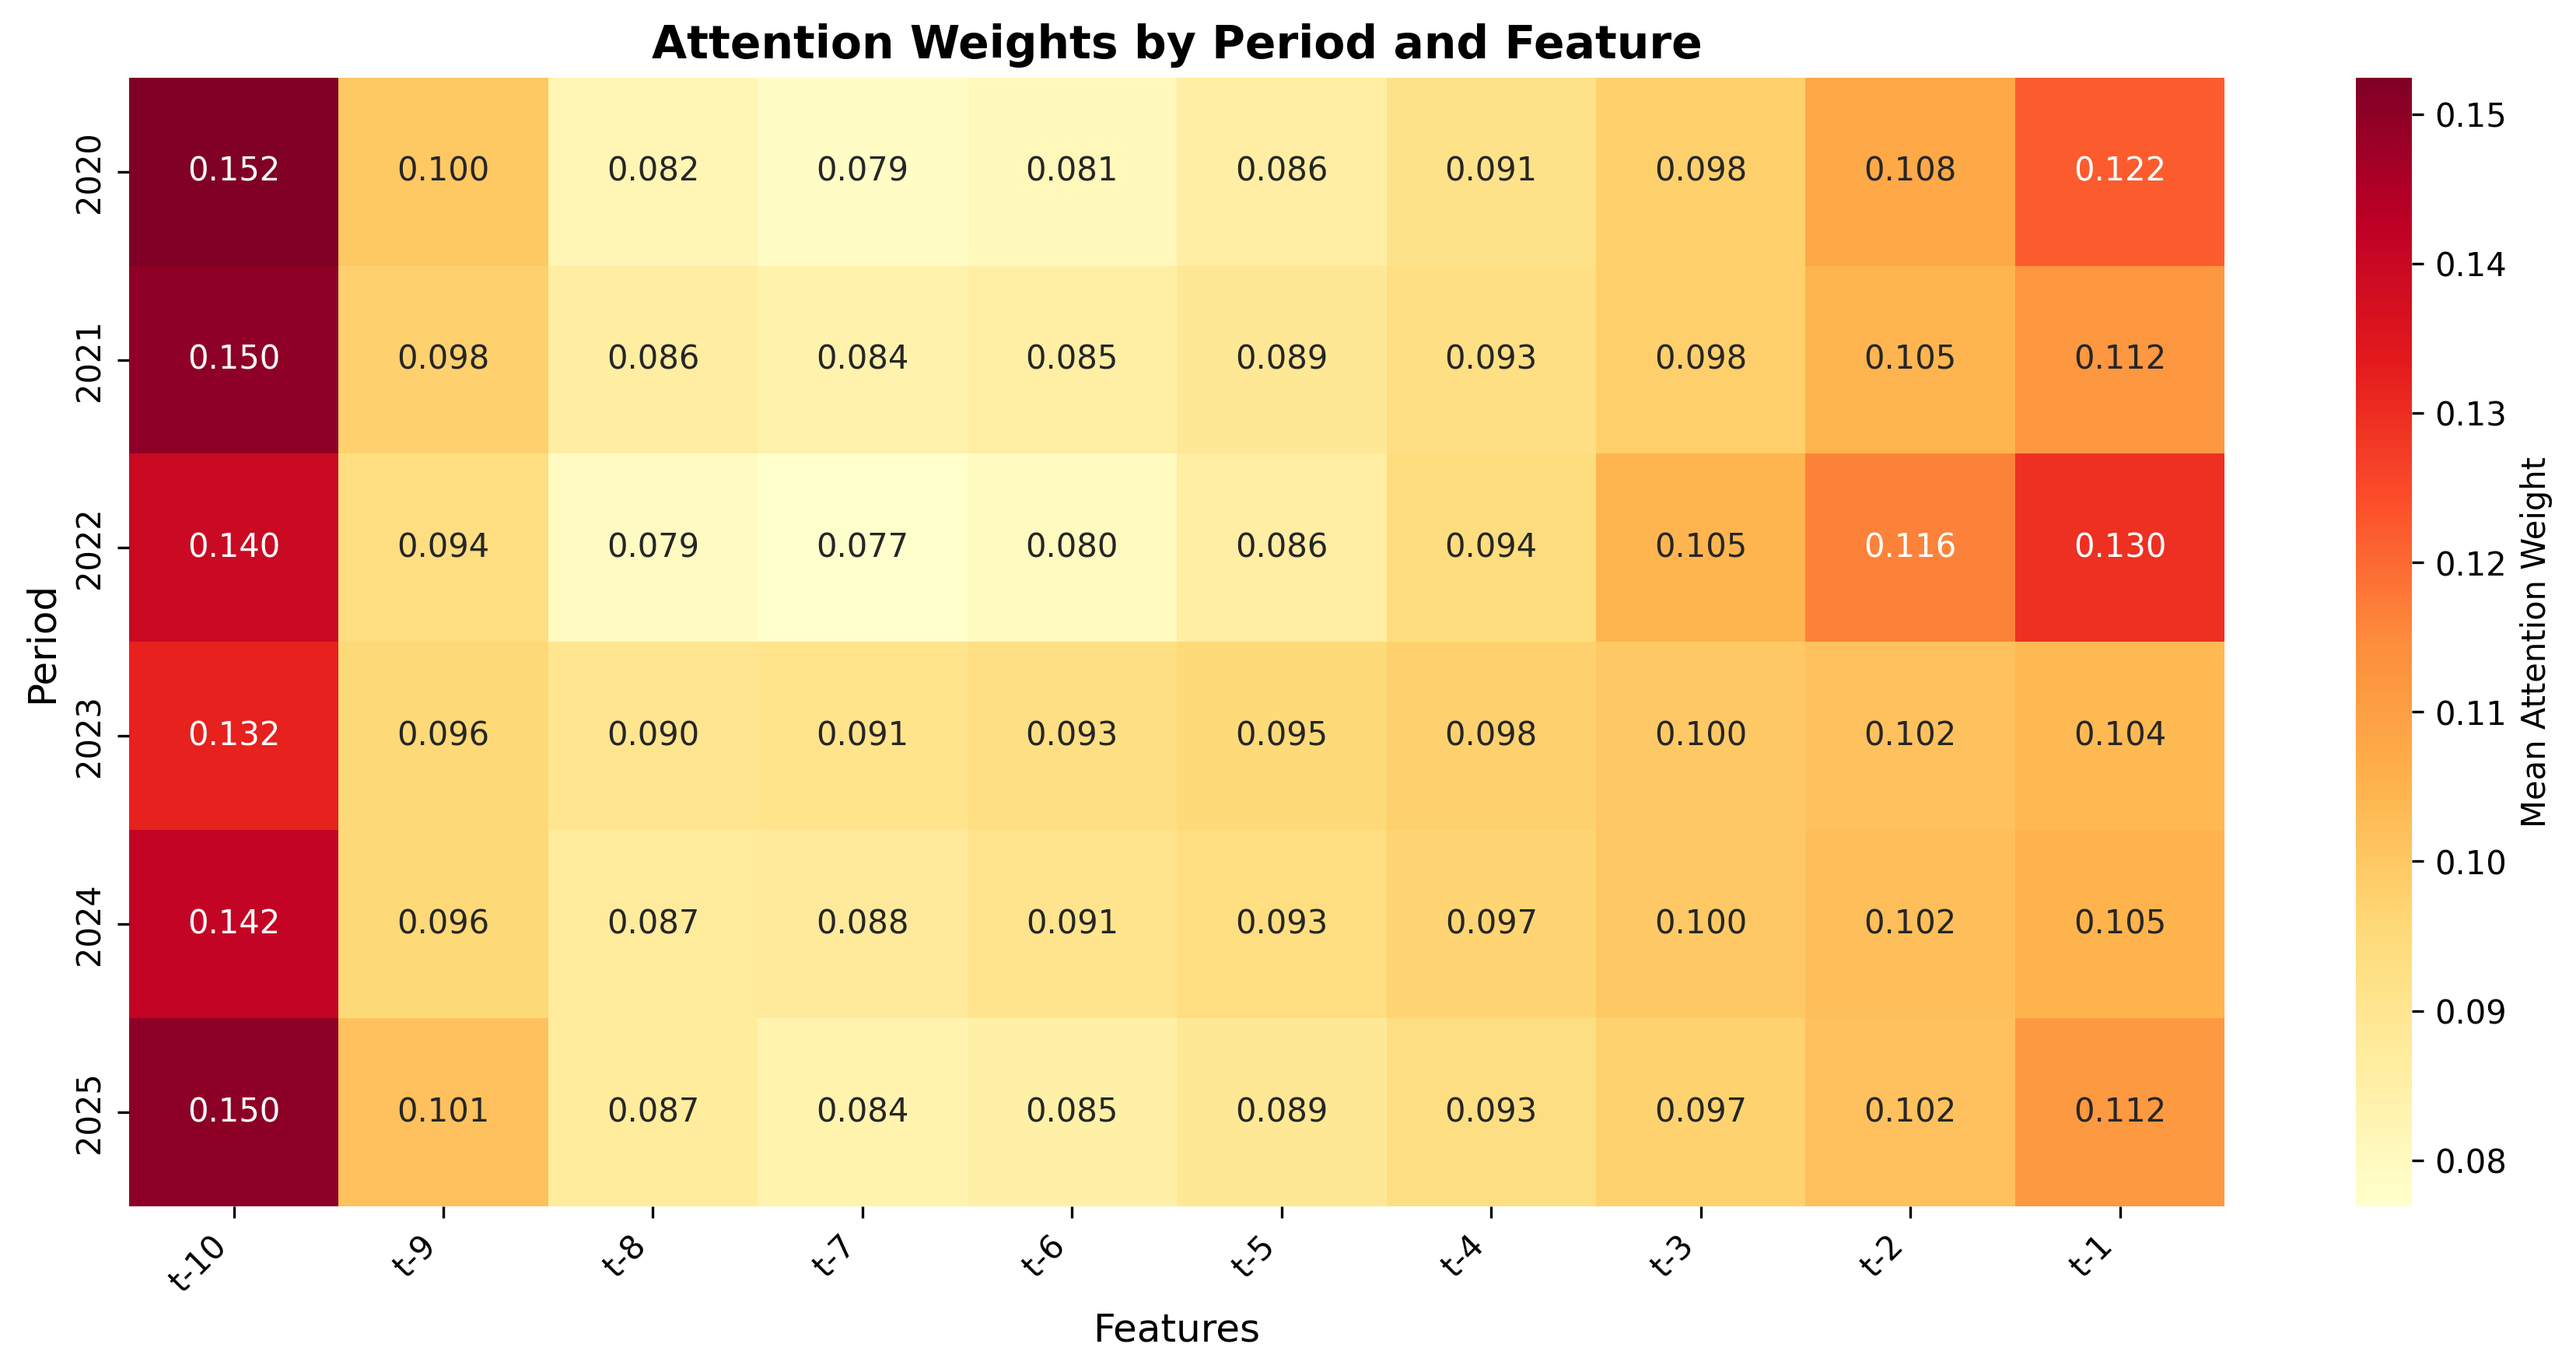 Attention Weights by Period and Feature
Period
2020 0.152 0.100 0.082 0.079 0.081 0.086 0.091 0.098 0.108 0.122
2021 0.150 0.098 0.086 0.084 0.085 0.089 0.093 0.098 0.105 0.112
2022 0.140 0.094 0.079 0.077 0.080 0.086 0.094 0.105 0.116 0.130
2023 0.132 0.096 0.090 0.091 0.093 0.095 0.098 0.100 0.102 0.104
2024 0.142 0.096 0.087 0.088 0.091 0.093 0.097 0.100 0.102 0.105
2025 0.150 0.101 0.087 0.084 0.085 0.089 0.093 0.097 0.102 0.112
t-10 t-9 t-8 t-7 t-6 t-5 t-4 t-3 t-2 t-1
Features
0.15
0.14
0.13
0.12
0.11
0.10
0.09
0.08
Mean Attention Weight